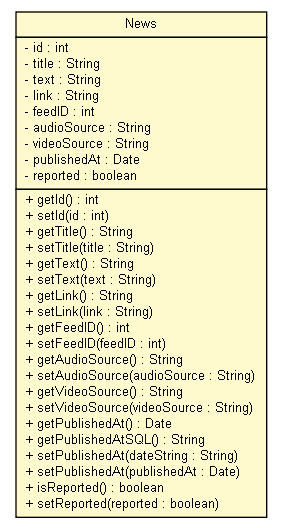 News
- id : int
- title : String
- text : String
- link : String
- feedID : int
- audioSource : String
- videoSource : String
- publishedAt : Date
- reported : boolean
+ getId() : int
+ setId(id : int)
+ getTitle() : String
+ setTitle(title : String)
+ getText() : String
+ setText(text : String)
+ getLink() : String
+ setLink(link : String)
+ getFeedID() : int
+ setFeedID(feedID : int)
+ getAudioSource() : String
+ setAudioSource(audioSource : String)
+ getVideoSource() : String
+ setVideoSource(videoSource : String)
+ getPublishedAt() : Date
+ getPublishedAtSQL() : String
+ setPublishedAt(dateString : String)
+ setPublishedAt(publishedAt : Date)
+ isReported() : boolean
+ setReported(reported : boolean)